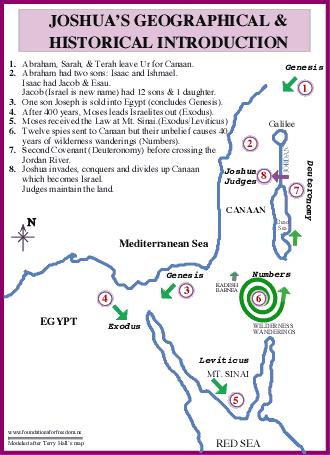 JOSHUA'S GEOGRAPHICAL &
HISTORICAL INTRODUCTION
1. Abraham, Sarah, & Terah leave Ur for Canaan.
2. Abraham had two sons: Isaac and Ishmael.
Isaac had Jacob & Esau.
Jacob (Israel is new name) had 12 sons & 1 daughter.
3. One son Joseph is sold into Egypt (concludes Genesis).
4. After 400 years, Moses leads Israelites out (Exodus).
5. Moses received the Law at Mt. Sinai (Exodus/Leviticus)
6. Twelve spies sent to Canaan but their unbelief causes 40
years of wilderness wanderings (Numbers).
7. Second Covenant (Deuteronomy) before crossing the
Jordan River.
8. Joshua invades, conquers and divides up Canaan
which becomes Israel.
Judges maintain the land.
Genesis
1
Galilee
2
JORDAN
Joshua
Judges
8
7
Deuteronomy
CANAAN
Dead
Sea
N
Mediterranean Sea
Genesis
3
KADESH
BARNEA
Numbers
6
4
EGYPT
Exodus
WILDERNESS
WANDERINGS
Leviticus
MT. SINAI
5
www.foundationsforfreedom.net
Modeled after Terry Hall's map
RED SEA